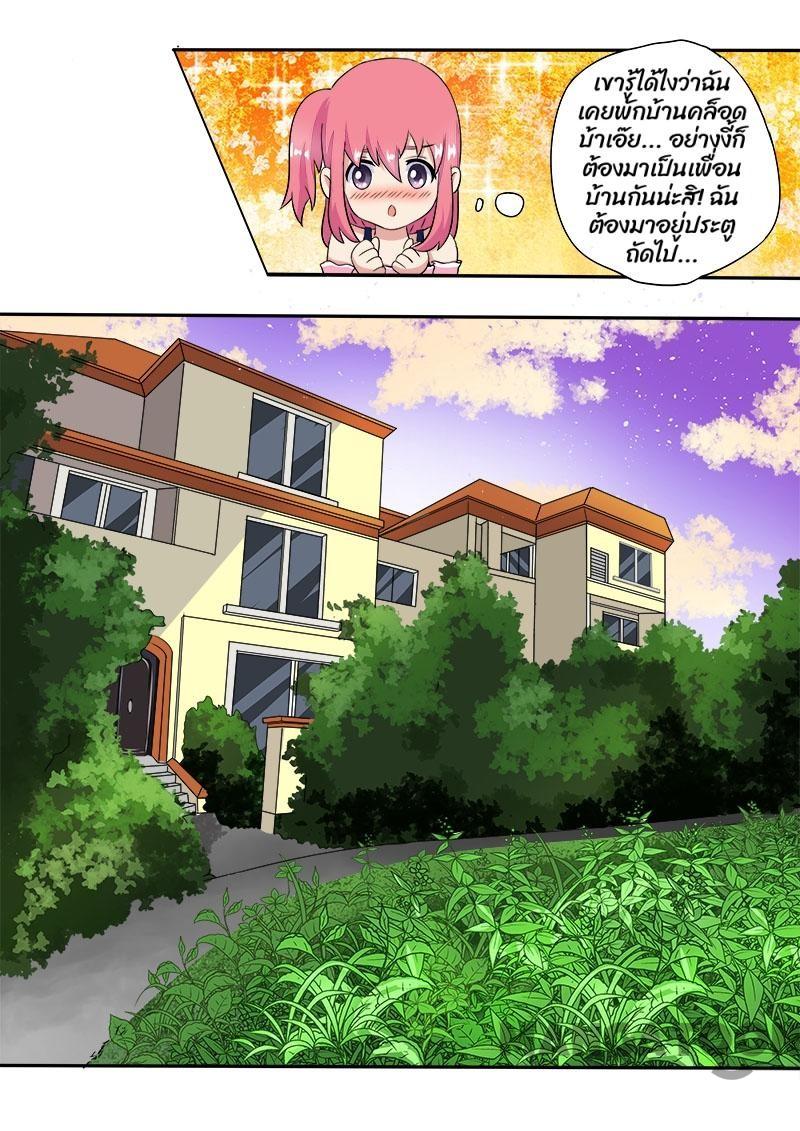 เขารู้ได้ไงว่าฉัน
เคยพักบ้านคล็อด
บ้าเอ๊ย... อย่างงี้ก็
ต้องมาเป็นเพื่อน
บ้านกันน่ะสิ! ฉัน
ต้องมาอยู่ประตู
ถัดไป...